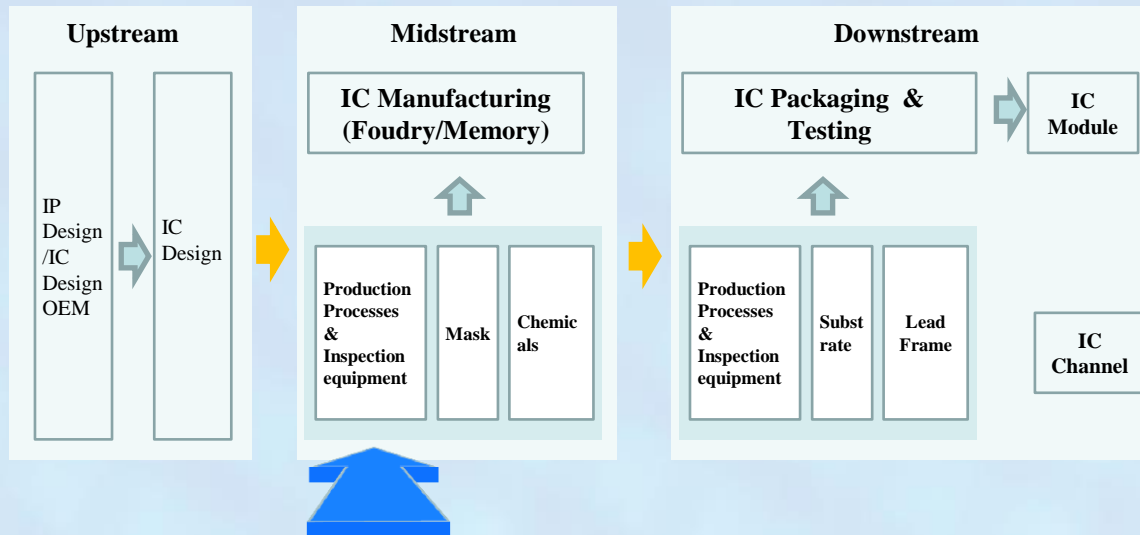 Upstream
IP
Design
/IC
Design
OEM
IC
Design
Midstream
IC Manufacturing
(Foudry/Memory)
Production
Processes
&
Inspection
equipment
Mask
Chemic
als
Downstream
IC Packaging &
Testing
IC
Module
Production
Processes
&
Inspection
equipment
Subst
rate
Lead
Frame
IC
Channel